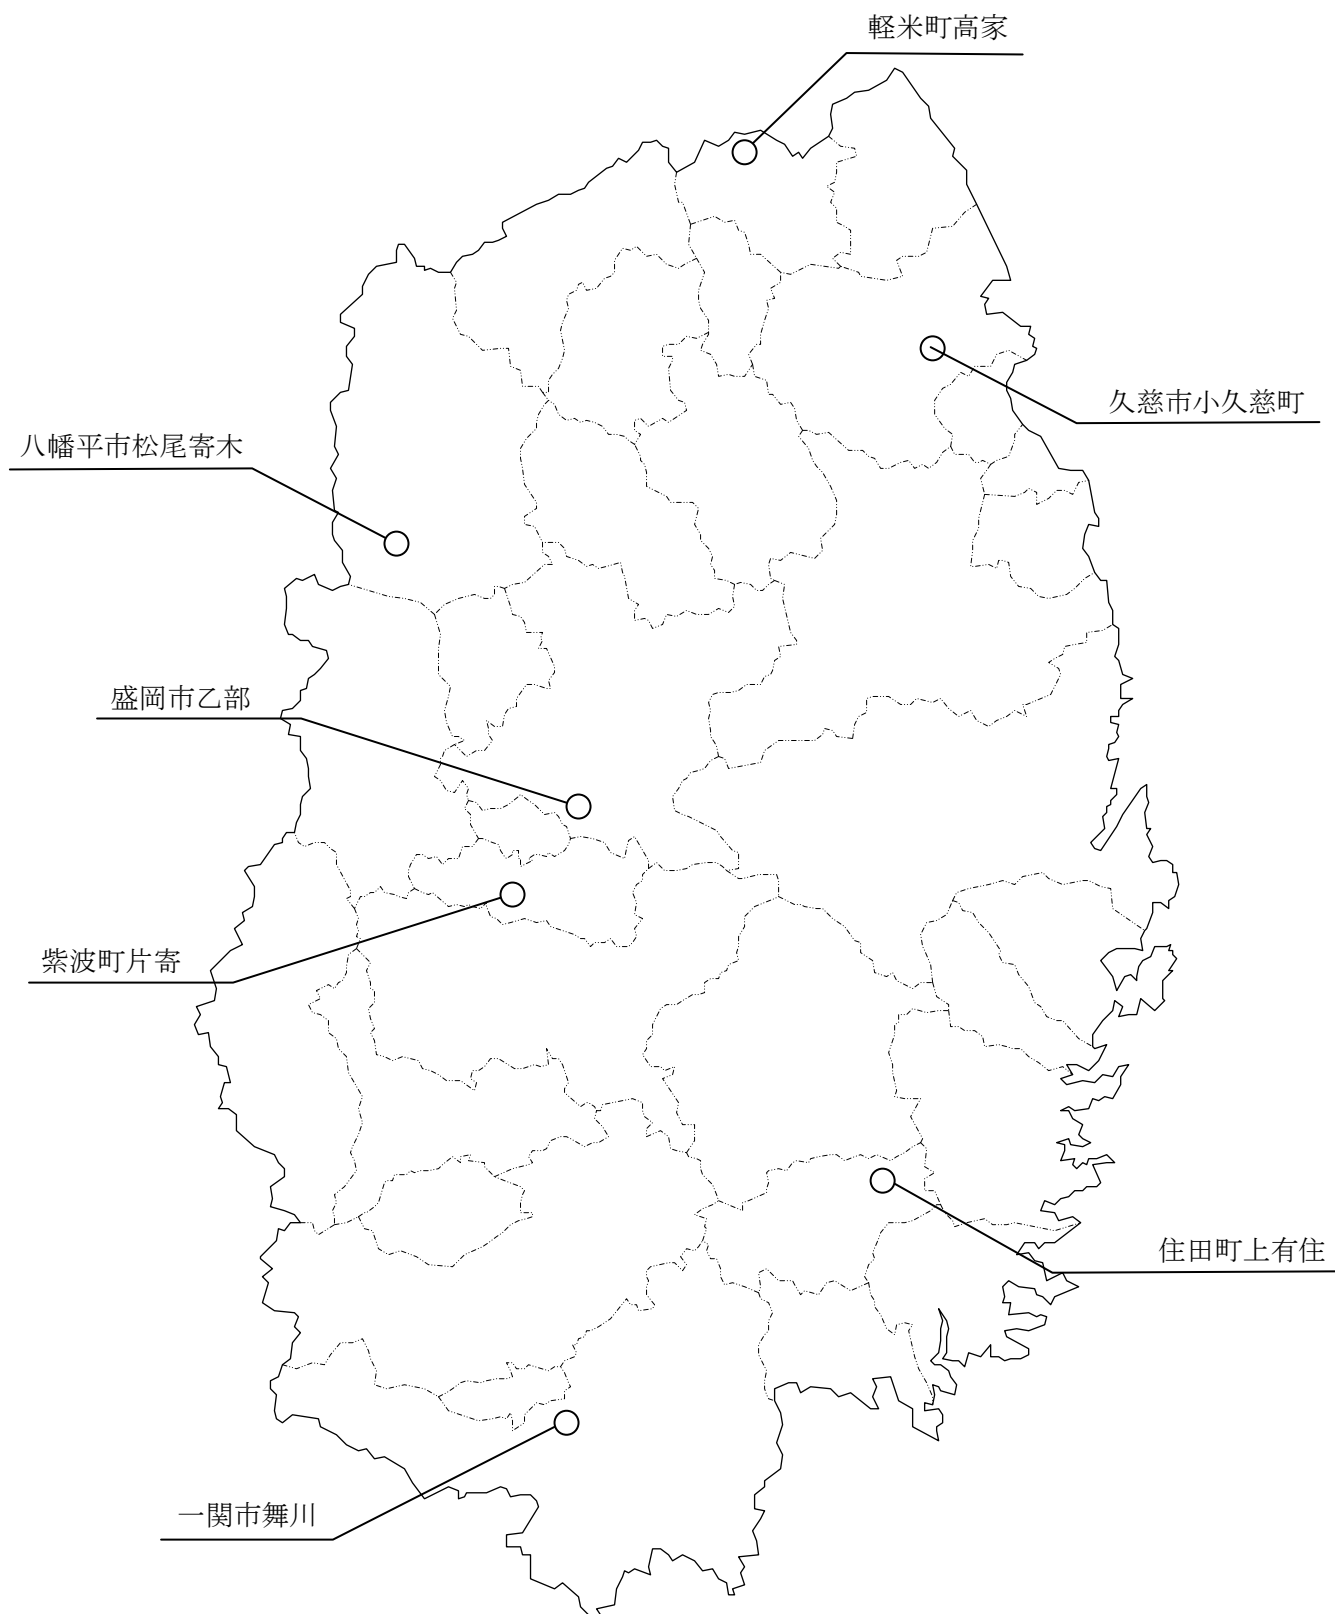 軽米町高家
久慈市小久慈町
八幡平市松尾寄木
盛岡市乙部
紫波町片寄
住田町上有住
一関市舞川